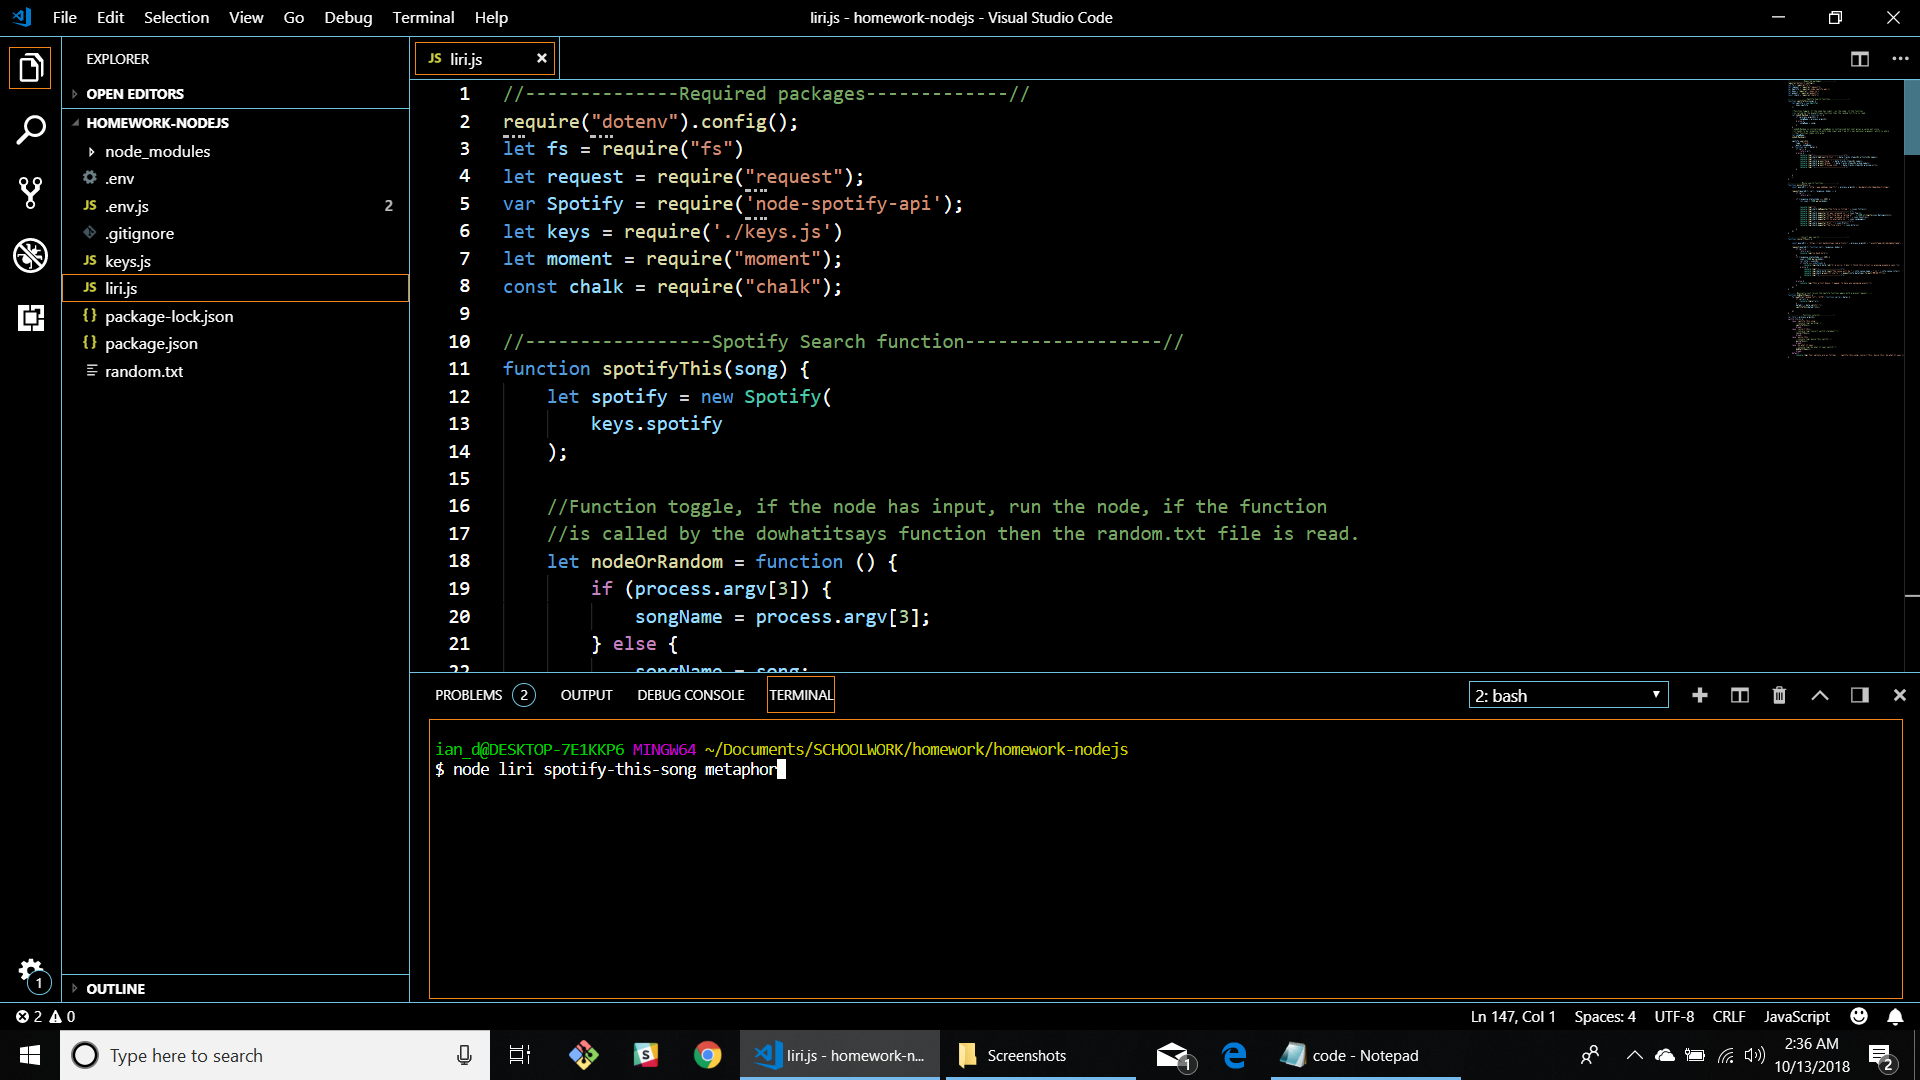 File Edit Selection View Go Debug Terminal Help
liri.js - homework-nodejs - Visual Studio Code
EXPLORER
OPEN EDITORS
HOMEWORK-NODEJS
node_modules
.env
JS .env.js 2
.gitignore
JS keys.js
JS liri.js
{} package-lock.json
{} package.json
random.txt
OUTLINE
JS liri.js
1 //--------------Required packages-------------//
2 require("dotenv").config();
3 let fs = require("fs")
4 let request = require("request");
5 var Spotify = require('node-spotify-api');
6 let keys = require('./keys.js')
7 let moment = require("moment");
8 const chalk = require("chalk");
9
10 //-----------------Spotify Search function------------------//
11 function spotifyThis(song) {
12 let spotify = new Spotify(
13 keys.spotify
14 );
15
16 //Function toggle, if the node has input, run the node, if the function
17 //is called by the dowhatitsays function then the random.txt file is read.
18 let nodeOrRandom = function () {
19 if (process.argv[3]) {
20 songName = process.argv[3];
21 } else {
22 songName = song;
PROBLEMS 2 OUTPUT DEBUG CONSOLE TERMINAL
2: bash
ian_d@DESKTOP-7E1KKP6 MINGW64 ~/Documents/SCHOOLWORK/homework/homework-nodejs
$ node liri spotify-this-song metaphor
1
2 0
Ln 147, Col 1 Spaces: 4 UTF-8 CRLF JavaScript
Type here to search
liri.js - homework-n...
Screenshots
1
code - Notepad
2:36 AM
10/13/2018
2